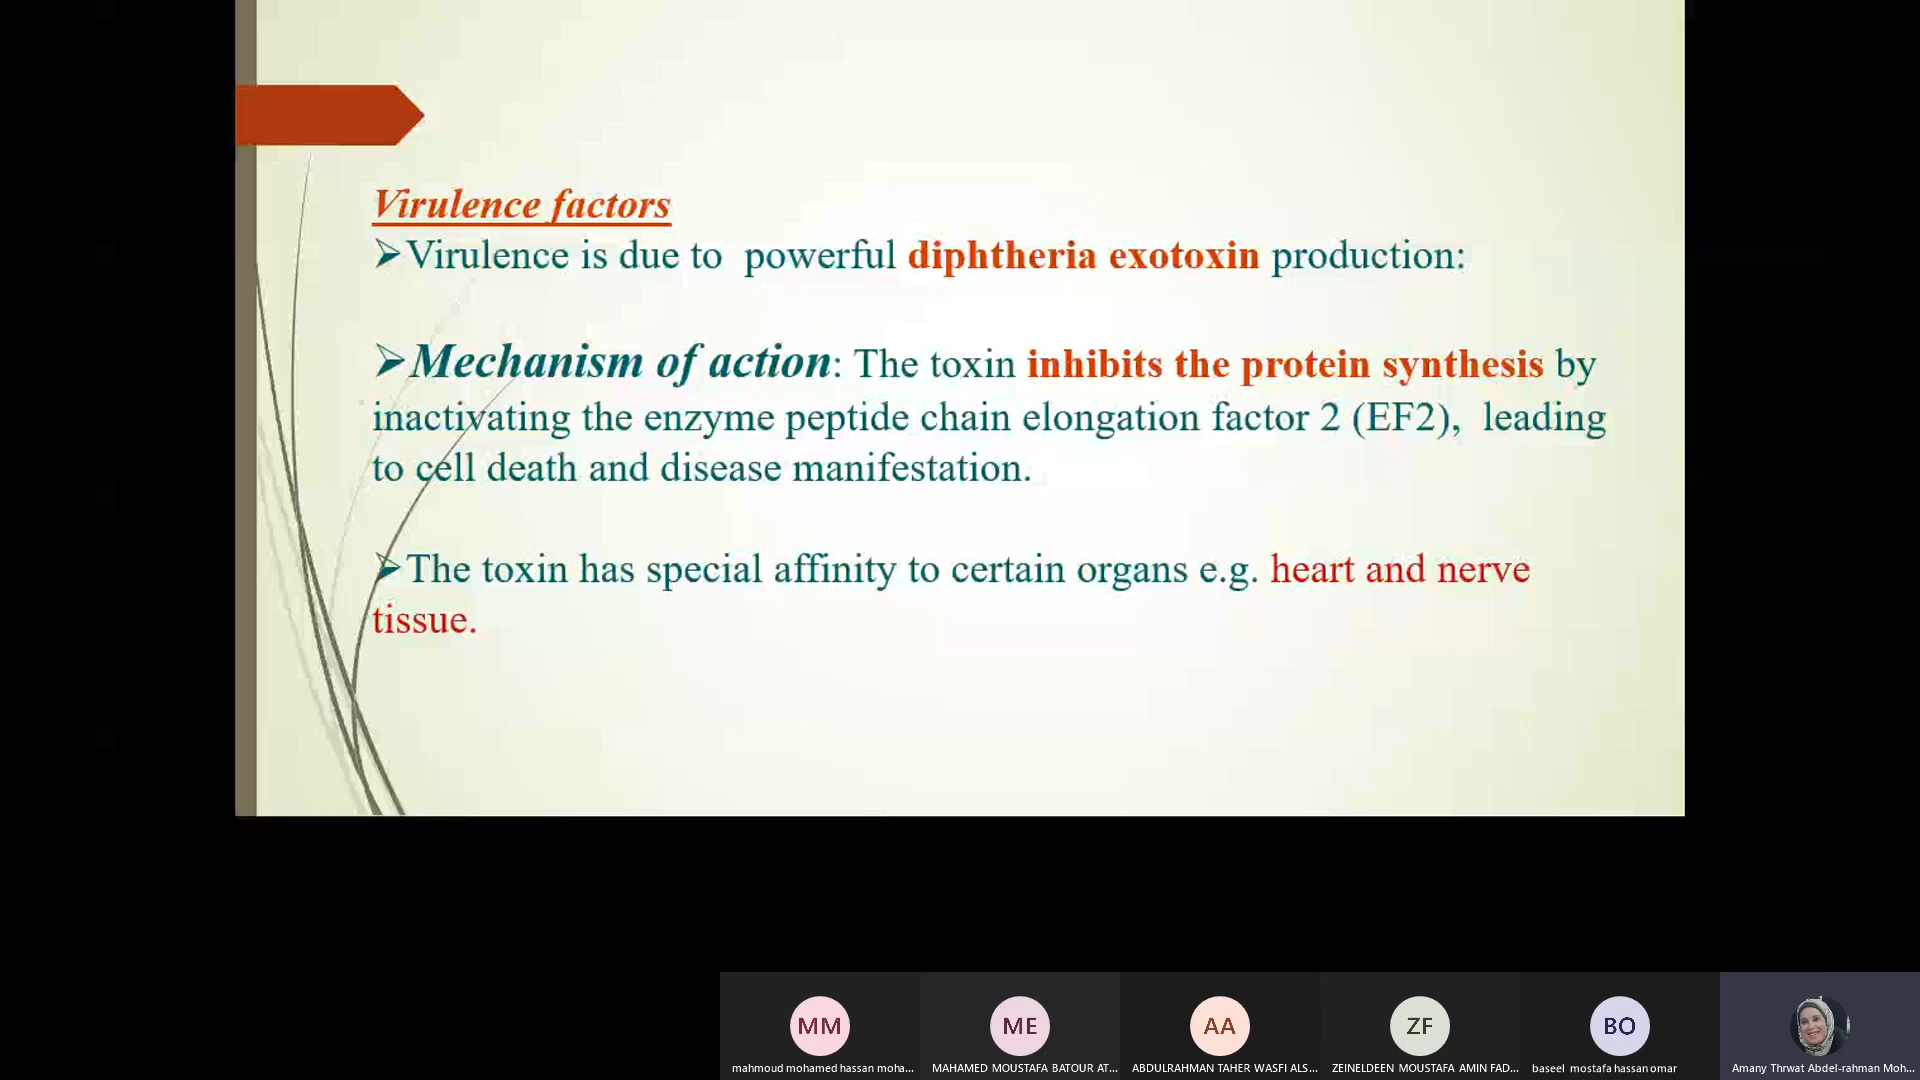 Virulence factors
➢Virulence is due to powerful diphtheria exotoxin production:
➢Mechanism of action: The toxin inhibits the protein synthesis by
inactivating the enzyme peptide chain elongation factor 2 (EF2), leading
to cell death and disease manifestation.
➢The toxin has special affinity to certain organs e.g. heart and nerve
tissue.
MM
ME
AA
ZF
BO
mahmoud mohamed hassan moha...
MAHAMED MOUSTAFA BATOUR AT...
ABDULRAHMAN TAHER WASFI ALS...
ZEINELDEEN MOUSTAFA AMIN FAD...
baseel mostafa hassan omar
Amany Thrwat Abdel-rahman Moh...